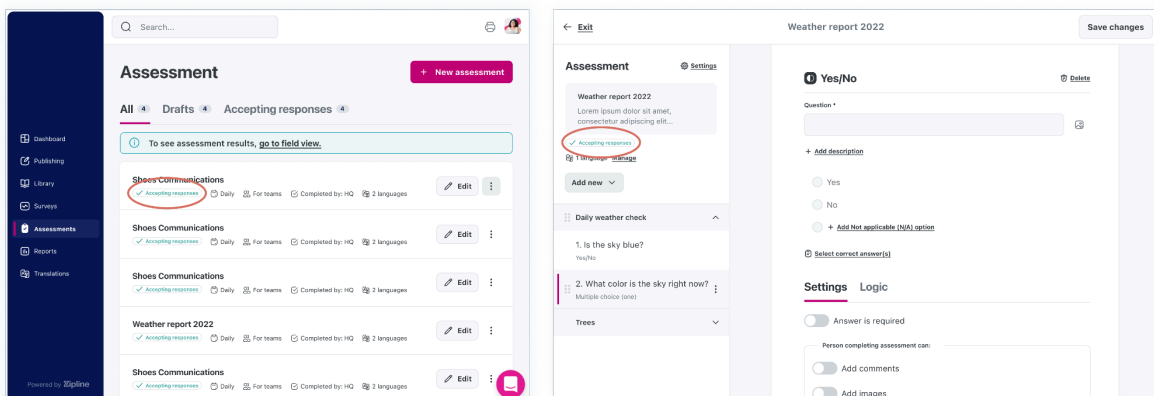 Search...
Assessment
+ New assessment
All 4 Drafts 4 Accepting responses 4
To see assessment results, go to field view.
Dashboard
Publishing
Library
Surveys
Assessments
Reports
Translations
Powered by Zipline
Shoes Communications
Accepting responses Daily For teams Completed by: HQ 2 languages
Edit
Shoes Communications
Accepting responses Daily For teams Completed by: HQ 2 languages
Edit
Shoes Communications
Accepting responses Daily For teams Completed by: HQ 2 languages
Edit
Weather report 2022
Accepting responses Daily For teams Completed by: HQ 2 languages
Edit
Shoes Communications
Accepting responses Daily For teams Completed by: HQ 2 languages
Edit
Exit
Weather report 2022
Save changes
Assessment
Settings
Weather report 2022
Lorem ipsum dolor sit amet,
consectetur adipiscing elit...
Accepting responses
1 language Manage
Add new
Daily weather check
1. Is the sky blue?
Yes/No
2. What color is the sky right now?
Multiple choice (one)
Trees
Yes/No
Delete
Question *
+ Add description
Yes
No
+ Add Not applicable (N/A) option
Select correct answer(s)
Settings Logic
Answer is required
Person completing assessment can:
Add comments
Add images